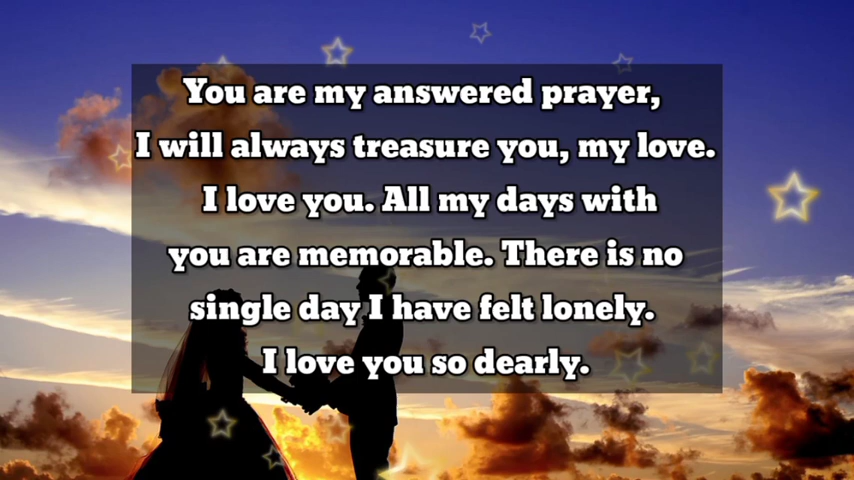 You are my answered prayer,
I will always treasure you, my love.
I love you. All my days with
you are memorable. There is no
single day I have felt lonely.
I love you so dearly.